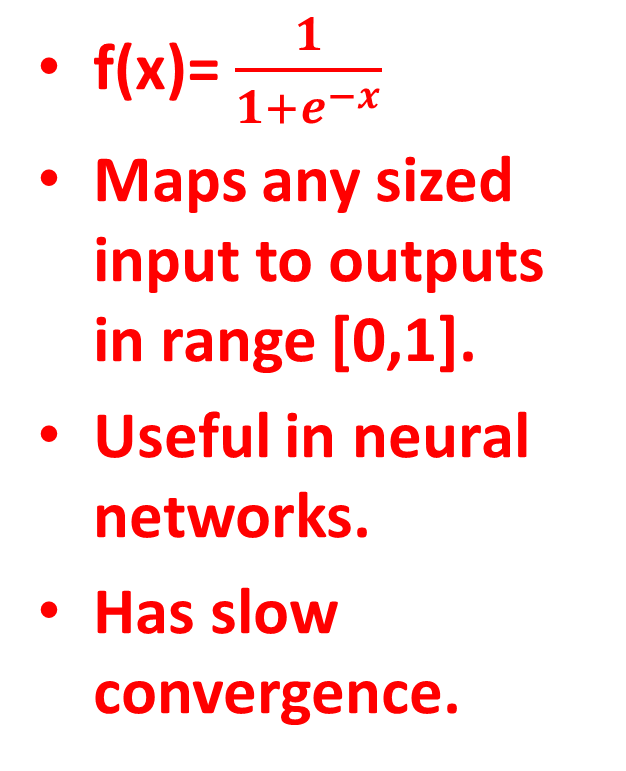 • f(x)= 1/(1+e^{-x})
• Maps any sized
input to outputs
in range [0,1].
• Useful in neural
networks.
• Has slow
convergence.